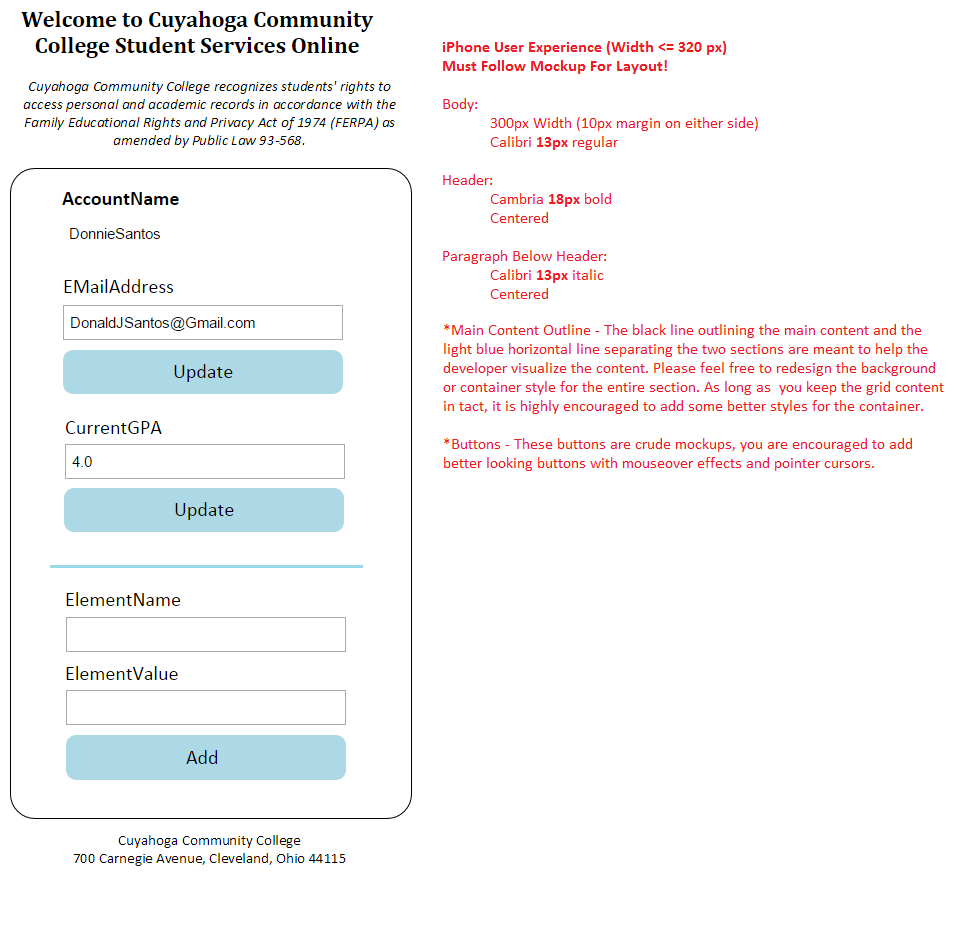 Welcome to Cuyahoga Community
College Student Services Online
Cuyahoga Community College recognizes students' rights to
access personal and academic records in accordance with the
Family Educational Rights and Privacy Act of 1974 (FERPA) as
amended by Public Law 93-568.
AccountName
DonnieSantos
EMailAddress
DonaldJSantos@Gmail.com
Update
CurrentGPA
4.0
Update
ElementName
ElementValue
Add
Cuyahoga Community College
700 Carnegie Avenue, Cleveland, Ohio 44115
iPhone User Experience (Width <= 320 px)
Must Follow Mockup For Layout!
Body:
300px Width (10px margin on either side)
Calibri 13px regular
Header:
Cambria 18px bold
Centered
Paragraph Below Header:
Calibri 13px italic
Centered
*Main Content Outline - The black line outlining the main content and the
light blue horizontal line separating the two sections are meant to help the
developer visualize the content. Please feel free to redesign the background
or container style for the entire section. As long as  you keep the grid content
in tact, it is highly encouraged to add some better styles for the container.
*Buttons - These buttons are crude mockups, you are encouraged to add
better looking buttons with mouseover effects and pointer cursors.